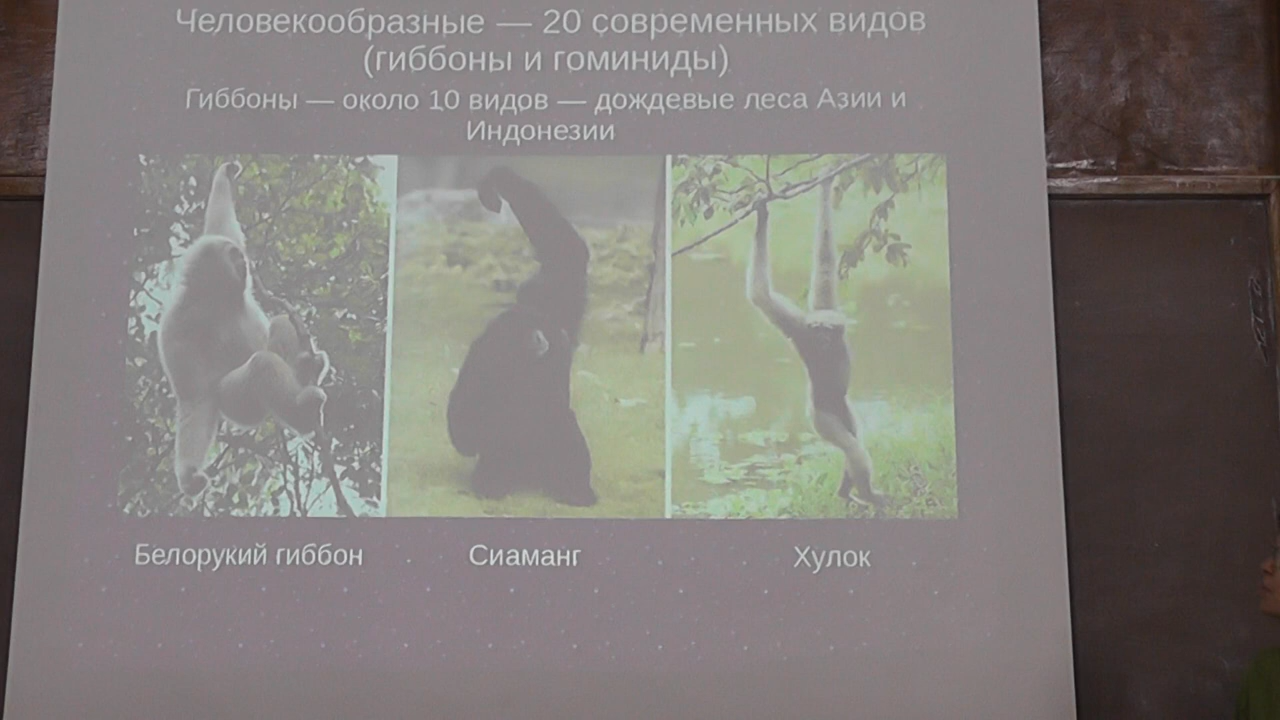 Человекообразные — 20 современных видов
(гиббоны и гоминиды)
Гиббоны — около 10 видов — дождевые леса Азии и
Индонезии
Белорукий гиббон
Сиаманг
Хулок